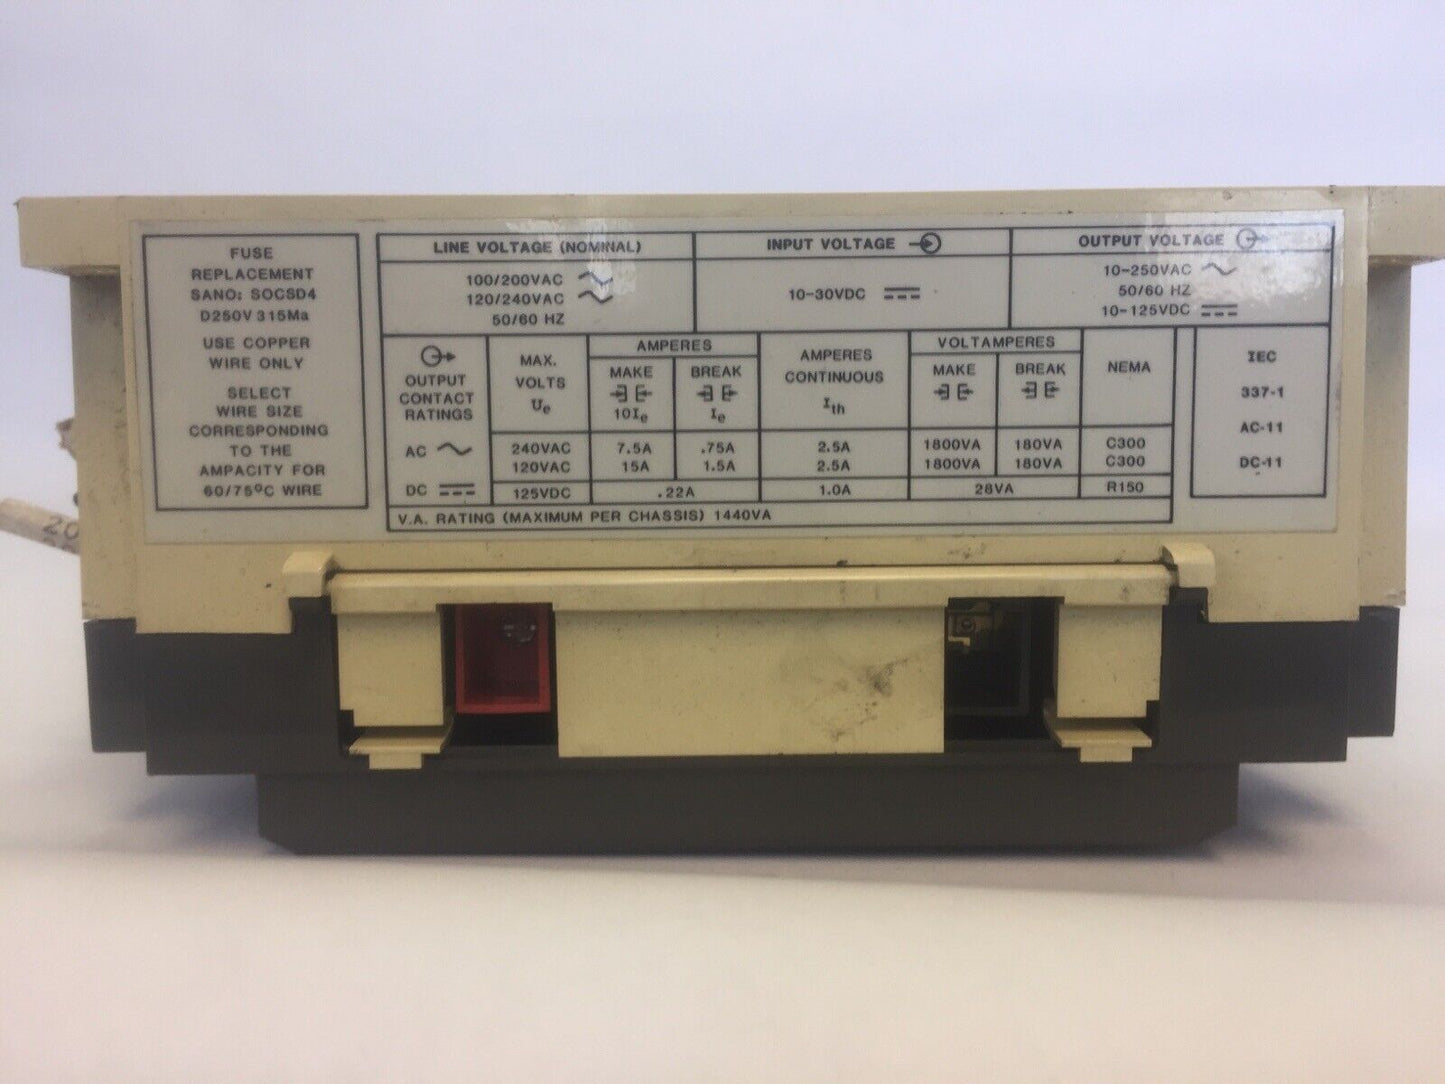 FUSE
REPLACEMENT
SANO: SOCSD4
D250V 315Ma
USE COPPER
WIRE ONLY
SELECT
WIRE SIZE
CORRESPONDING
TO THE
AMPACITY FOR
60/75°C WIRE
LINE VOLTAGE (NOMINAL)
100/200VAC
120/240VAC
50/60 HZ
INPUT VOLTAGE
10-30VDC
OUTPUT VOLTAGE
10-250VAC
50/60 HZ
10-125VDC
OUTPUT
CONTACT
RATINGS
MAX.
VOLTS
Ue
AMPERES
MAKE
10Ie
BREAK
Ie
AMPERES
CONTINUOUS
Ith
VOLTAMPERES
MAKE
BREAK
NEMA
AC 240VAC 7.5A .75A 2.5A 1800VA 180VA C300
120VAC 15A 1.5A 2.5A 1800VA 180VA C300
DC 125VDC .22A 1.0A 28VA R150
V.A. RATING (MAXIMUM PER CHASSIS) 1440VA
IEC
337-1
AC-11
DC-11
20